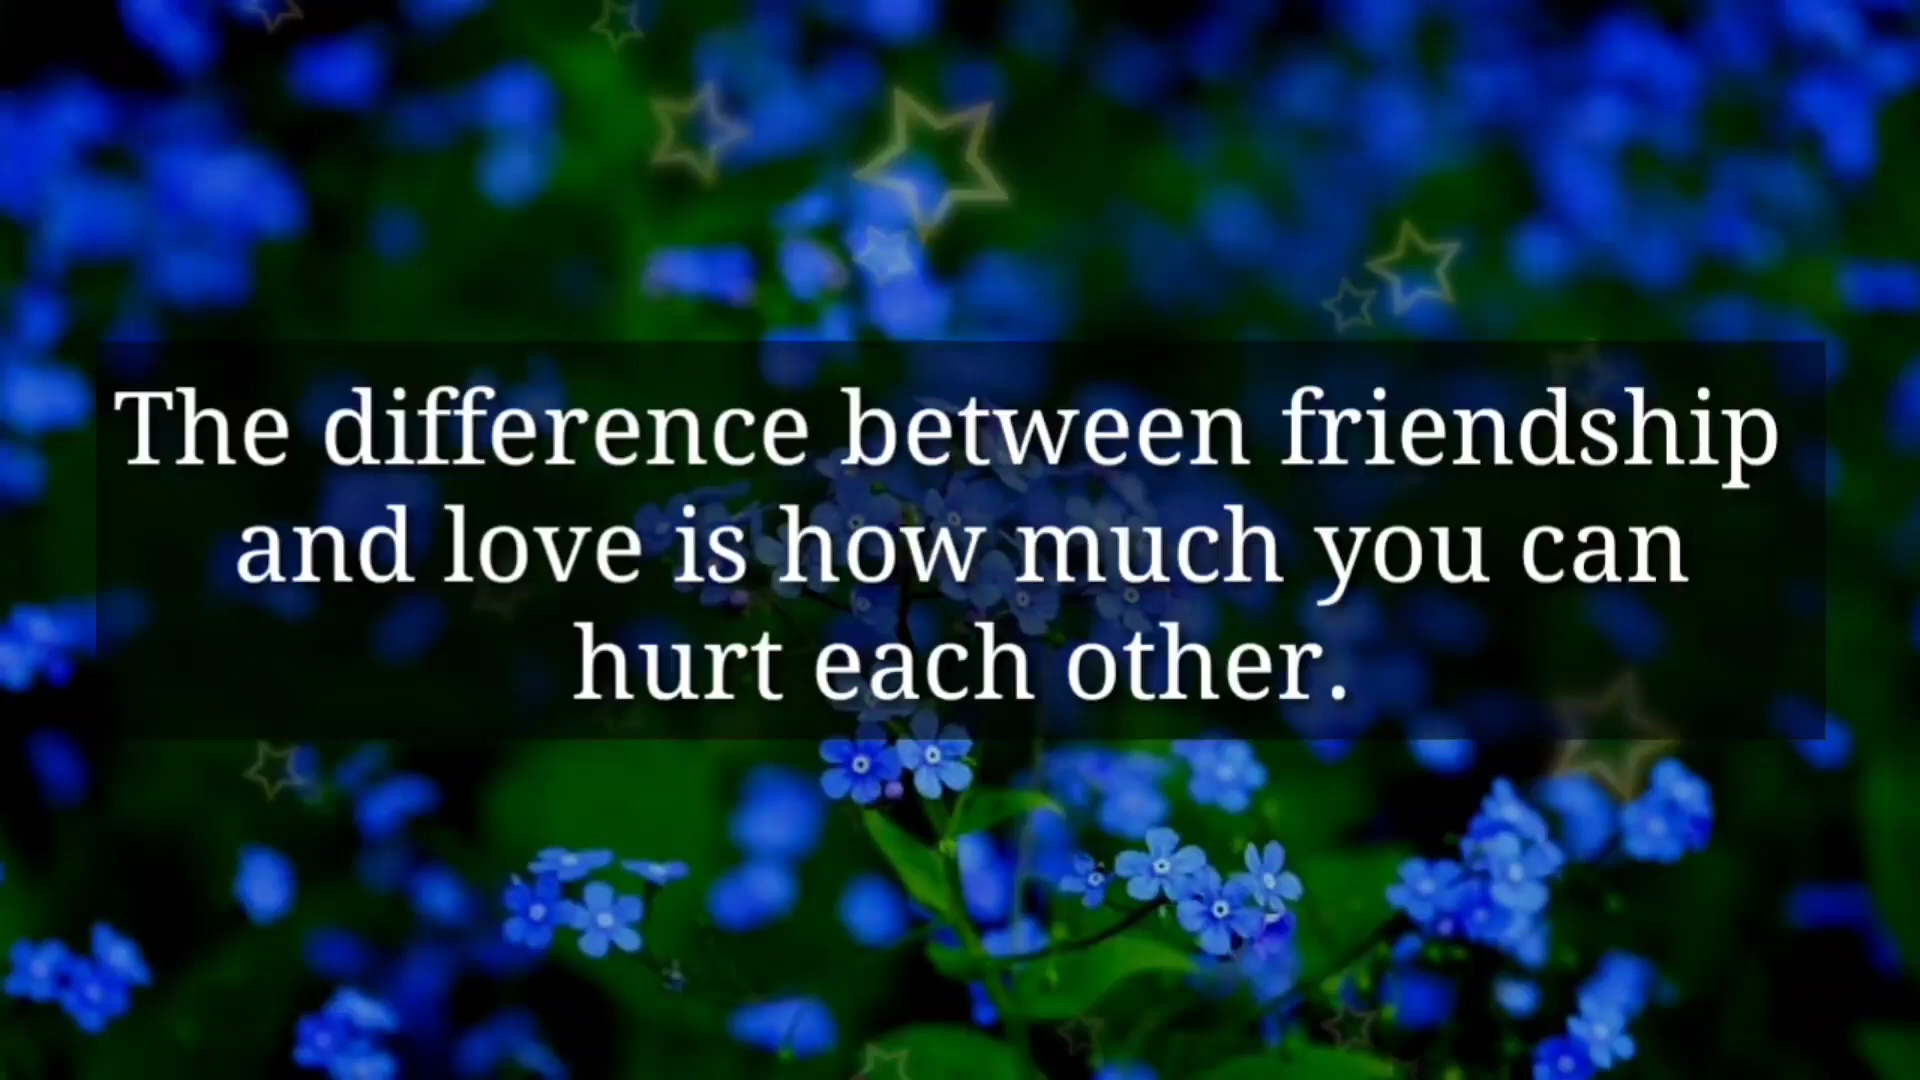 The difference between friendship
and love is how much you can
hurt each other.